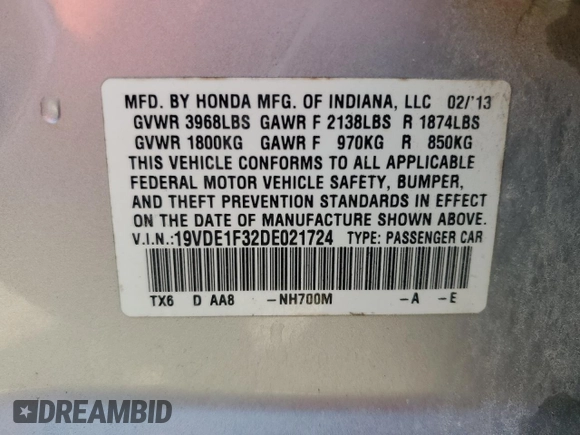 MFD. BY HONDA MFG. OF INDIANA, LLC 02/'13
GVWR 3968LBS GAWR F 2138LBS R 1874LBS
GVWR 1800KG GAWR F 970KG R 850KG
THIS VEHICLE CONFORMS TO ALL APPLICABLE
FEDERAL MOTOR VEHICLE SAFETY, BUMPER,
AND THEFT PREVENTION STANDARDS IN EFFECT
ON THE DATE OF MANUFACTURE SHOWN ABOVE.
V.I.N.:19VDE1F32DE021724 TYPE: PASSENGER CAR
TX6 D AA8 -NH700M -A -E
DREAMBID